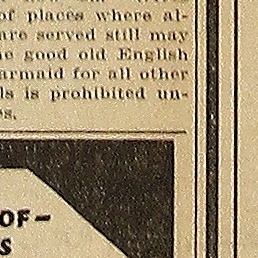 of places where al-
are served still may
e good old English
armaid for all other
ls is prohibited un-
es.
OF–
S